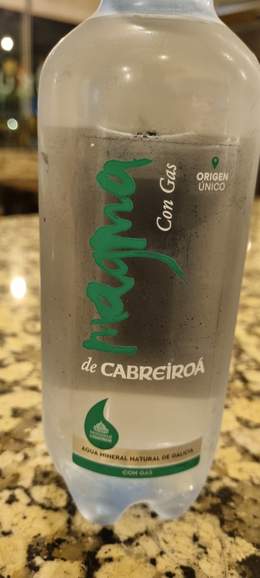 magma
Con Gas
ORIGEN
ÚNICO
de CABREIROÁ
AGUA MINERAL NATURAL DE GALICIA
CON GAS